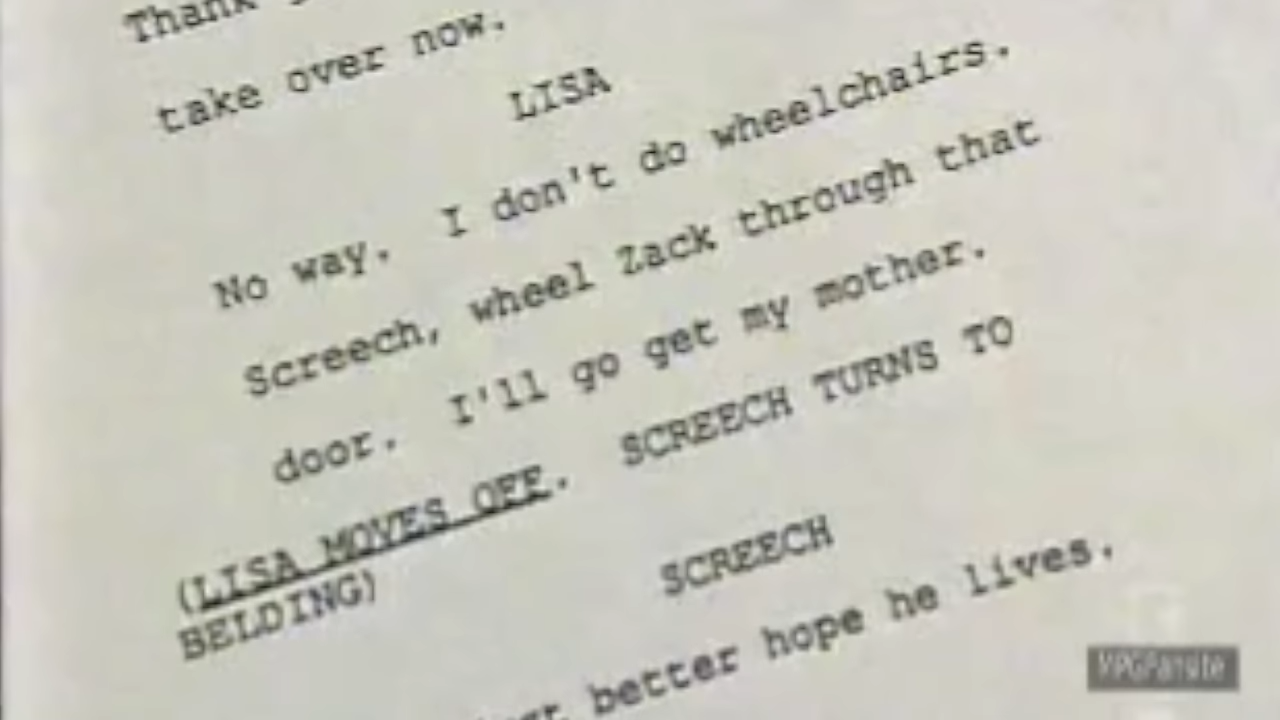 Thank
take over now.
LISA
No way. I don't do wheelchairs.
Screech, wheel Zack through that
door. I'll go get my mother.
(LISA MOVES OFF. SCREECH TURNS TO
BELDING)
SCREECH
better hope he lives.